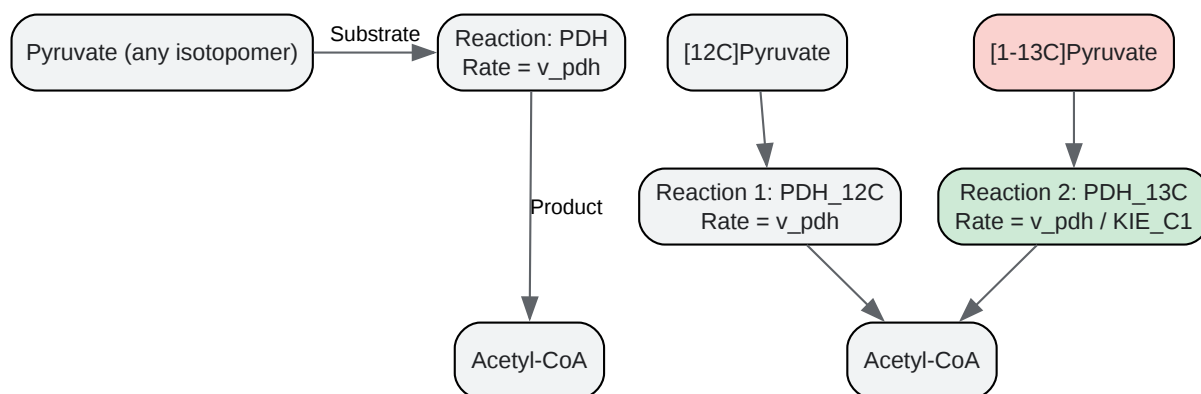 Pyruvate (any isotopomer)
Substrate
Reaction: PDH
Rate = v_pdh
Product
Acetyl-CoA
[12C]Pyruvate
[1-13C]Pyruvate
Reaction 1: PDH_12C
Rate = v_pdh
Reaction 2: PDH_13C
Rate = v_pdh / KIE_C1
Acetyl-CoA